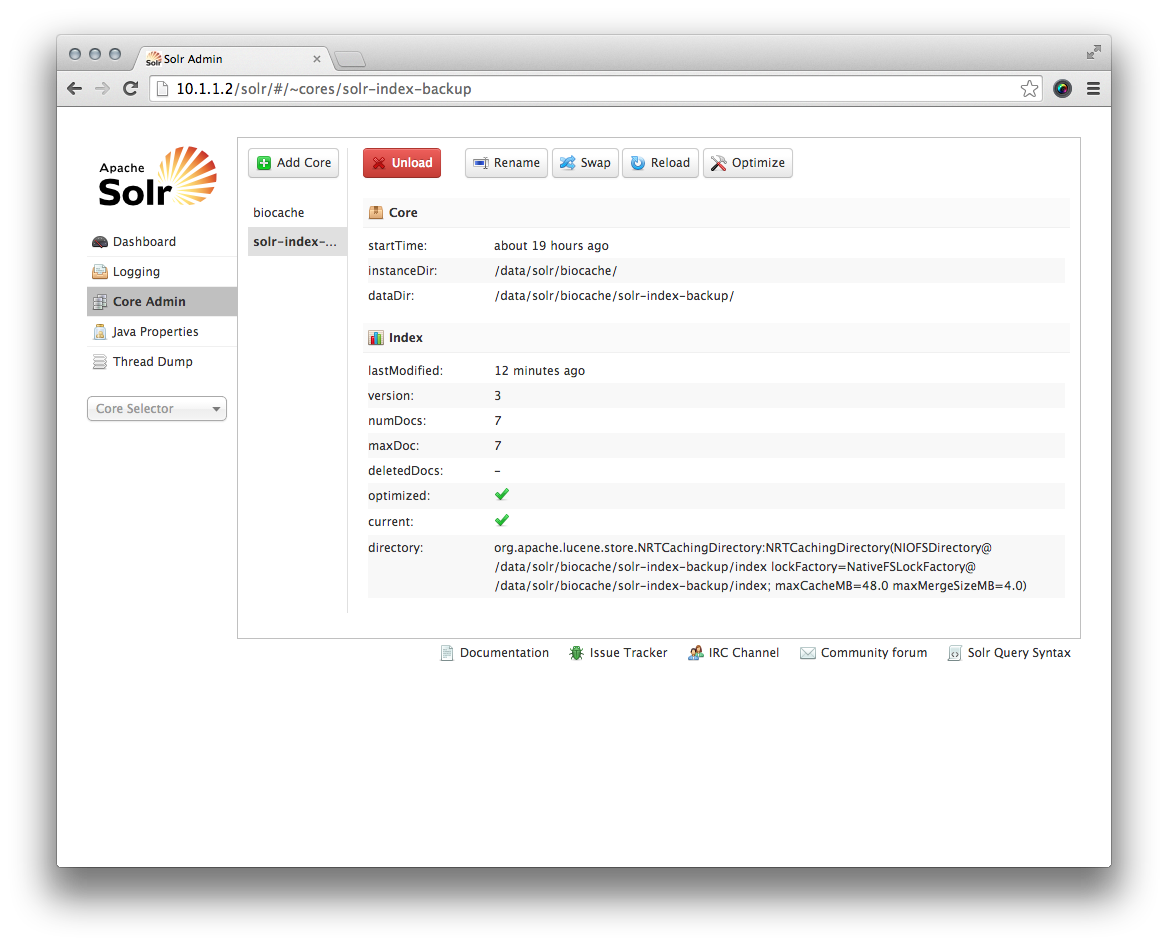 Solr Admin
10.1.1.2/solr/#/~cores/solr-index-backup
Apache
Solr
Dashboard
Logging
Core Admin
Java Properties
Thread Dump
Core Selector
Add Core
biocache
solr-index-...
Unload Rename Swap Reload Optimize
Core
startTime: about 19 hours ago
instanceDir: /data/solr/biocache/
dataDir: /data/solr/biocache/solr-index-backup/
Index
lastModified: 12 minutes ago
version: 3
numDocs: 7
maxDoc: 7
deletedDocs: –
optimized:
current:
directory: org.apache.lucene.store.NRTCachingDirectory:NRTCachingDirectory(NIOFSDirectory@
/data/solr/biocache/solr-index-backup/index lockFactory=NativeFSLockFactory@
/data/solr/biocache/solr-index-backup/index; maxCacheMB=48.0 maxMergeSizeMB=4.0)
Documentation Issue Tracker IRC Channel Community forum Solr Query Syntax